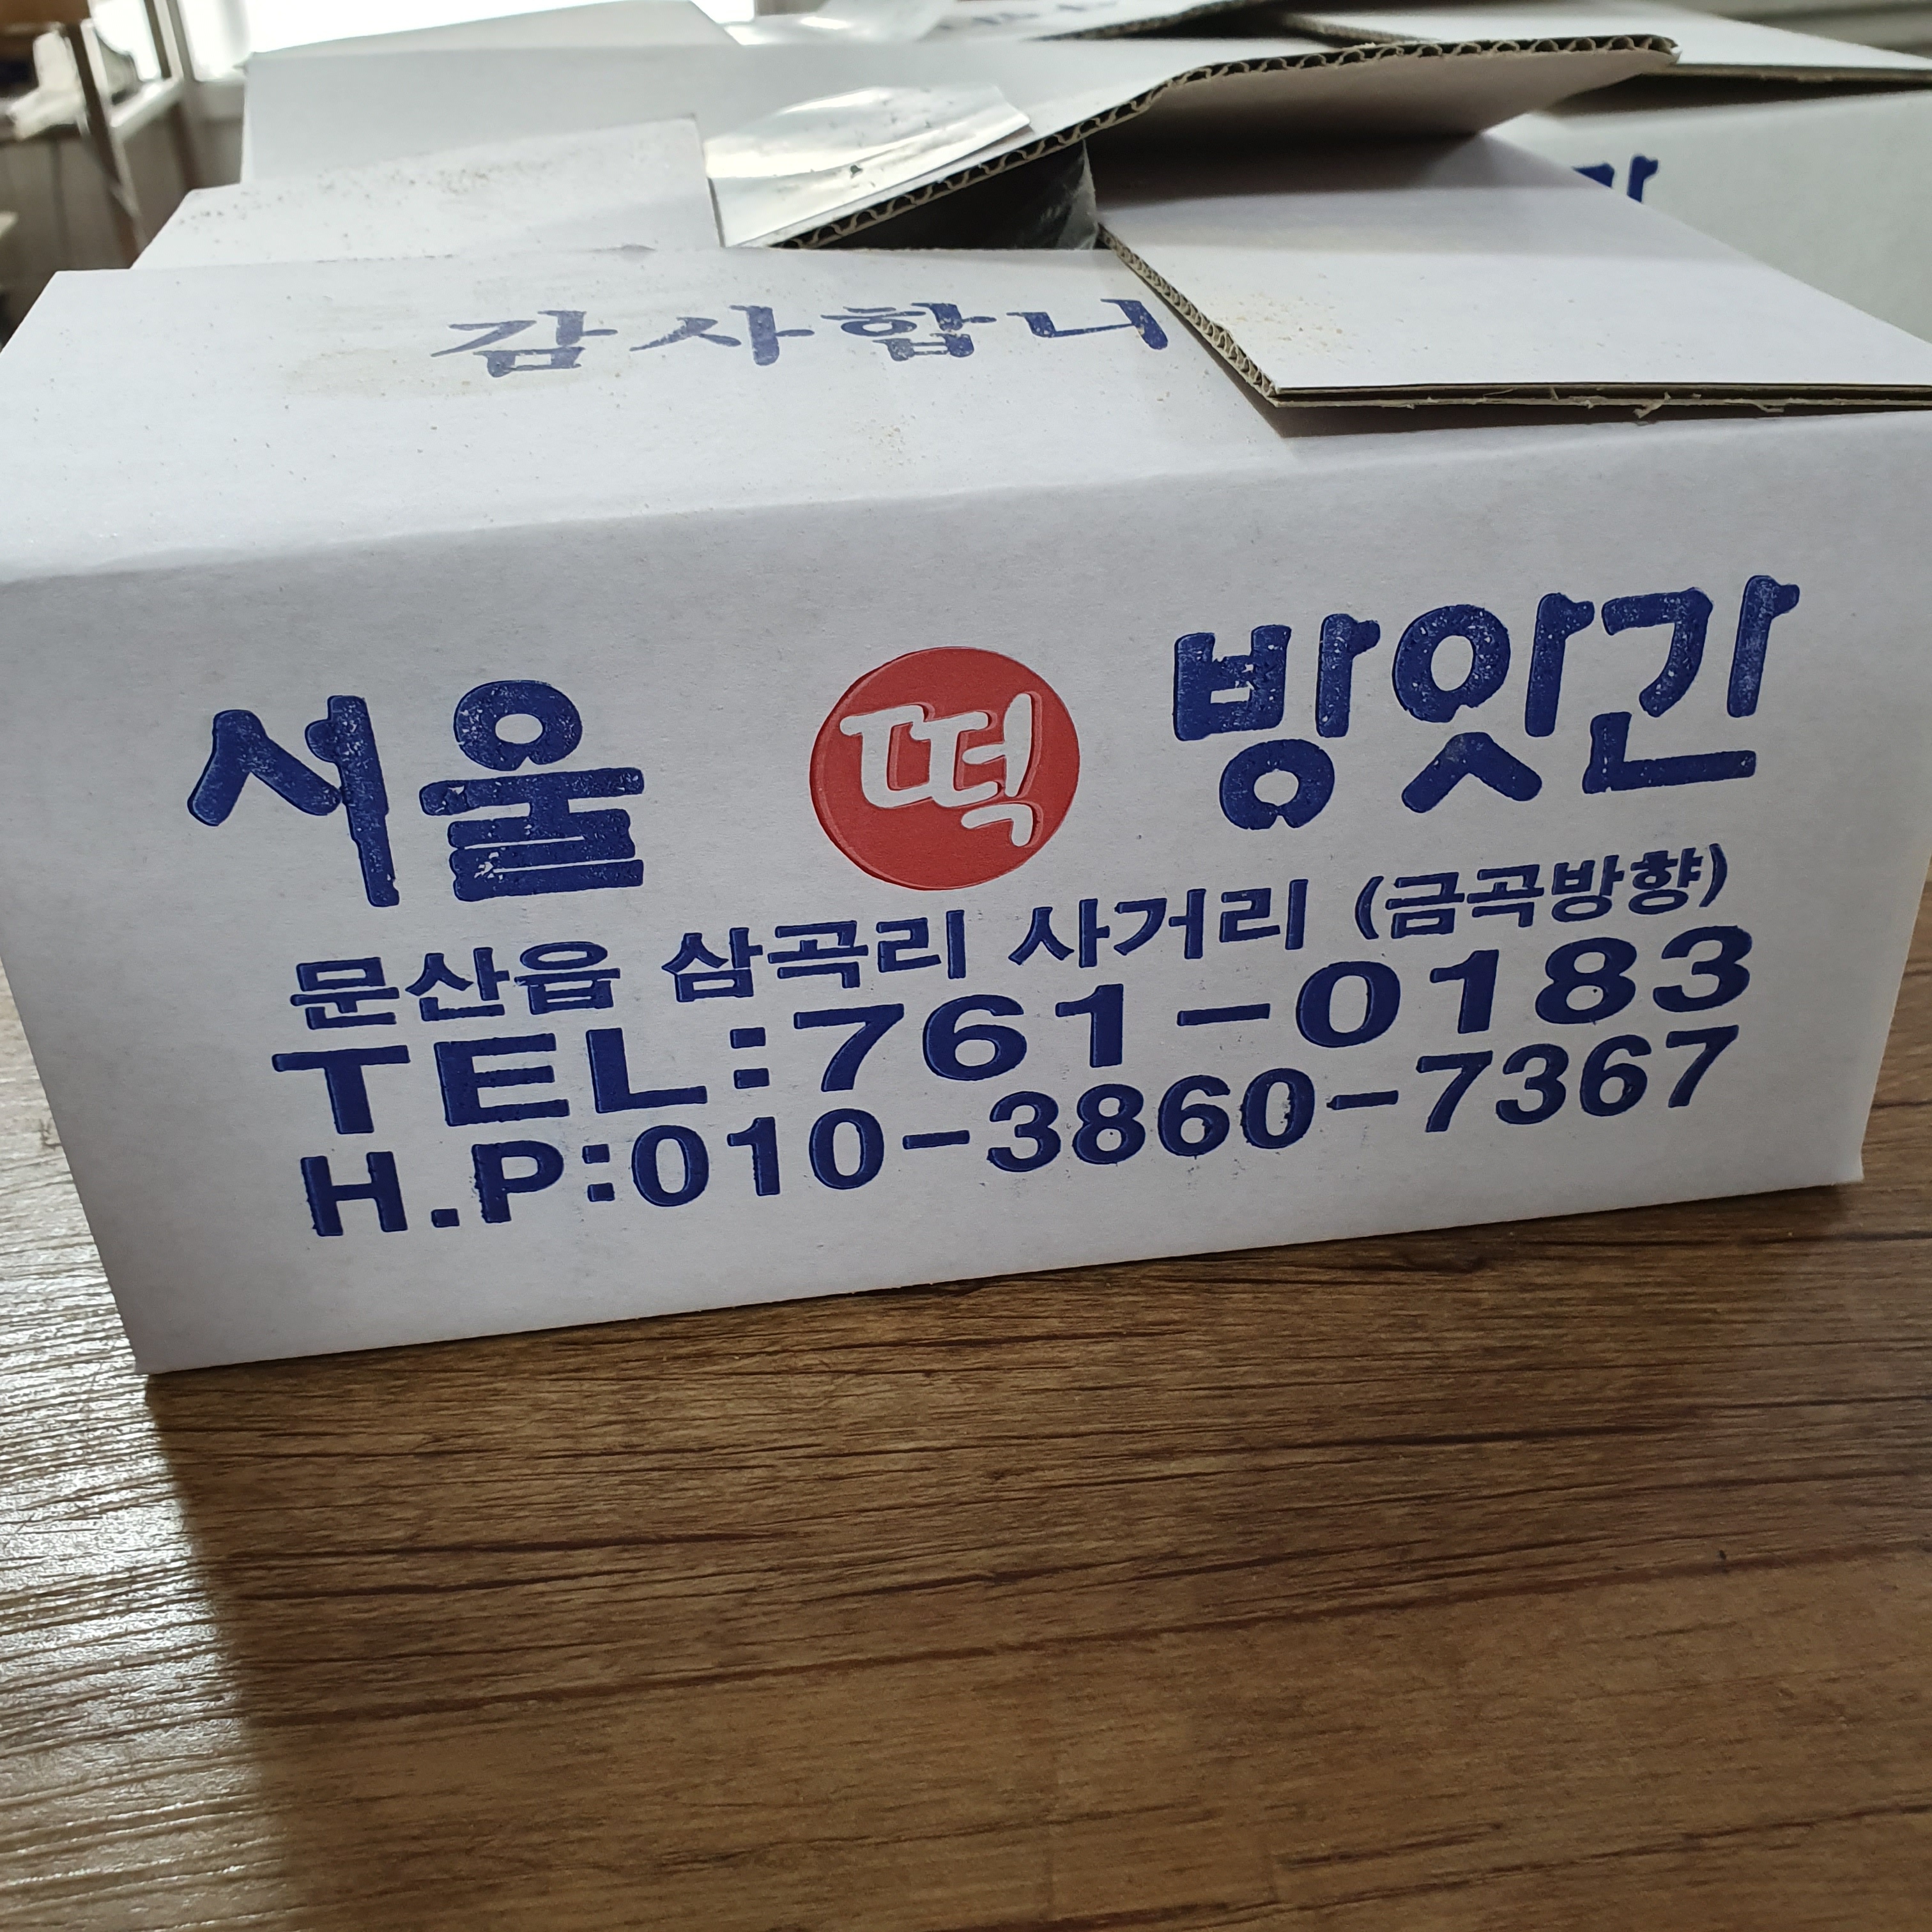 감사합니
서울 떡 방앗간
문산읍 삼곡리 사거리 (금곡방향)
TEL:761-0183
H.P:010-3860-7367